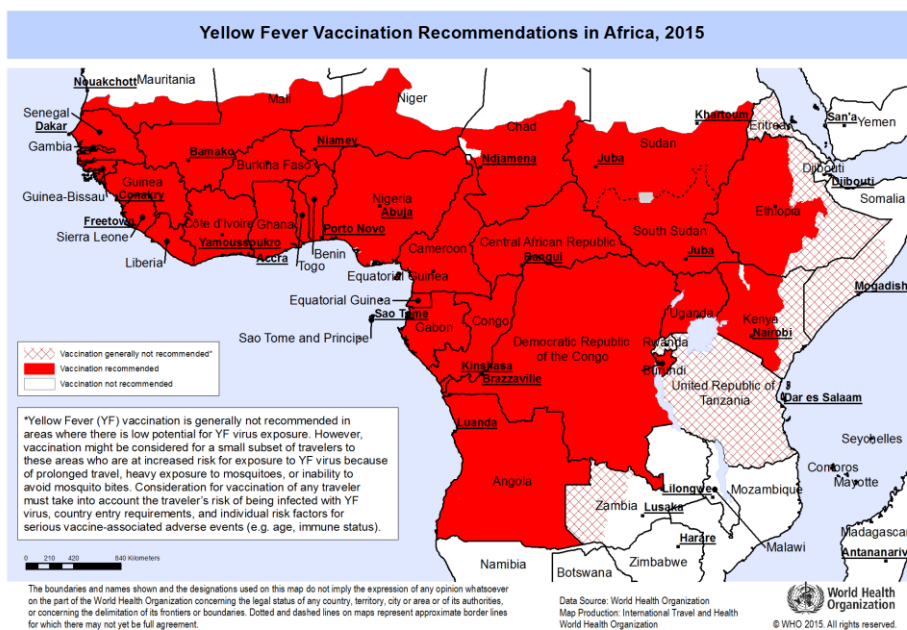 Yellow Fever Vaccination Recommendations in Africa, 2015
Nouakchott
Mauritania
Mali
Niger
Chad
Sudan
Khartoum
Eritrea
San'a
Yemen
Senegal
Dakar
Gambia
Bamako
Niamey
Burkina Faso
Ndjamena
Juba
Djibouti
Djibouti
Somalia
Guinea-Bissau
Guinea
Conakry
Nigeria
Abuja
Ethiopia
Freetown
Sierra Leone
Côte d'Ivoire
Ghana
Porto Novo
Yamoussoukro
Accra
Togo
Benin
Liberia
Cameroon
Central African Republic
Bangui
South Sudan
Juba
Mogadish
Equatorial Guinea
Equatorial Guinea
Sao Tome
Sao Tome and Principe
Gabon
Congo
Democratic Republic
of the Congo
Uganda
Kenya
Nairobi
Rwanda
Burundi
Kinshasa
Brazzaville
United Republic of
Tanzania
Dar es Salaam
Vaccination generally not recommended*
Vaccination recommended
Vaccination not recommended
Luanda
Angola
Seychelles
Comoros
Mayotte
Lilongwe
Mozambique
Zambia
Lusaka
Harare
Malawi
Madagascar
Antananariv
Namibia
Botswana
Zimbabwe
*Yellow Fever (YF) vaccination is generally not recommended in
areas where there is low potential for YF virus exposure. However,
vaccination might be considered for a small subset of travelers to
these areas who are at increased risk for exposure to YF virus because
of prolonged travel, heavy exposure to mosquitoes, or inability to
avoid mosquito bites. Consideration for vaccination of any traveler
must take into account the traveler's risk of being infected with YF
virus, country entry requirements, and individual risk factors for
serious vaccine-associated adverse events (e.g. age, immune status).
0 210 420 840 Kilometers
The boundaries and names shown and the designations used on this map do not imply the expression of any opinion whatsoever
on the part of the World Health Organization concerning the legal status of any country, territory, city or area or of its authorities,
or concerning the delimitation of its frontiers or boundaries. Dotted and dashed lines on maps represent approximate border lines
for which there may not yet be full agreement.
Data Source: World Health Organization
Map Production: International Travel and Health
World Health Organization
World Health
Organization
© WHO 2015. All rights reserved.